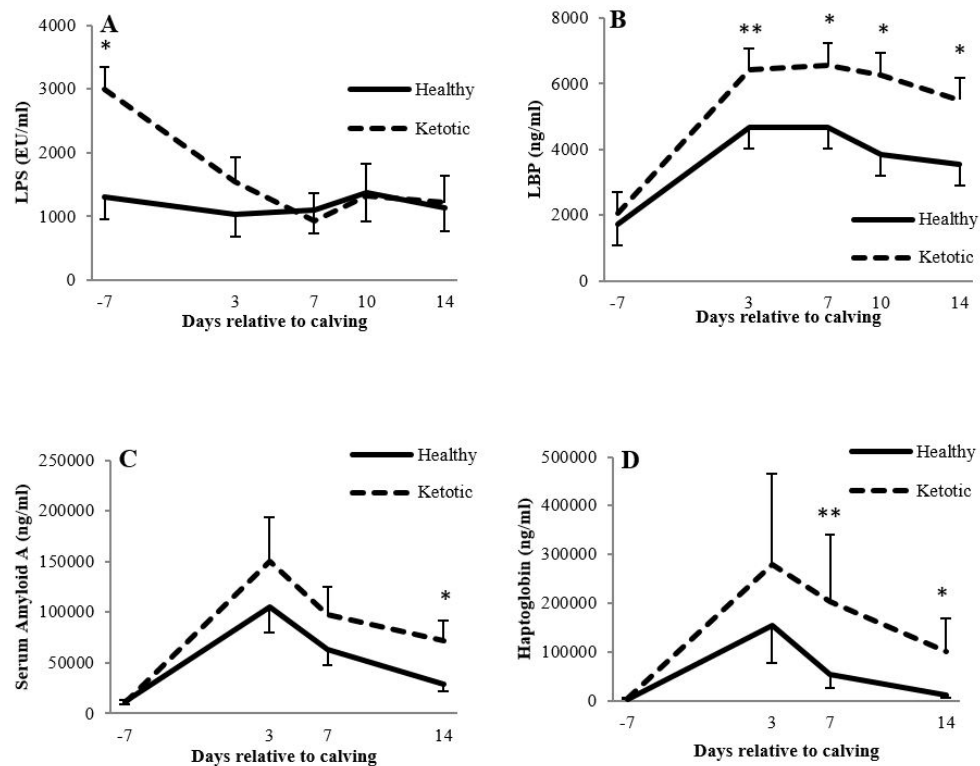 A
4000
3000
2000
1000
0
LPS (EU/ml)
*
Healthy
Ketotic
-7 3 7 10 14
Days relative to calving
B
8000
6000
4000
2000
0
LBP (ng/ml)
** * * *
Healthy
Ketotic
-7 3 7 10 14
Days relative to calving
C
250000
200000
150000
100000
50000
0
Serum Amyloid A (ng/ml)
Healthy
Ketotic
*
-7 3 7 14
Days relative to calving
D
500000
400000
300000
200000
100000
0
Haptoglobin (ng/ml)
Healthy
Ketotic
** *
-7 3 7 14
Days relative to calving